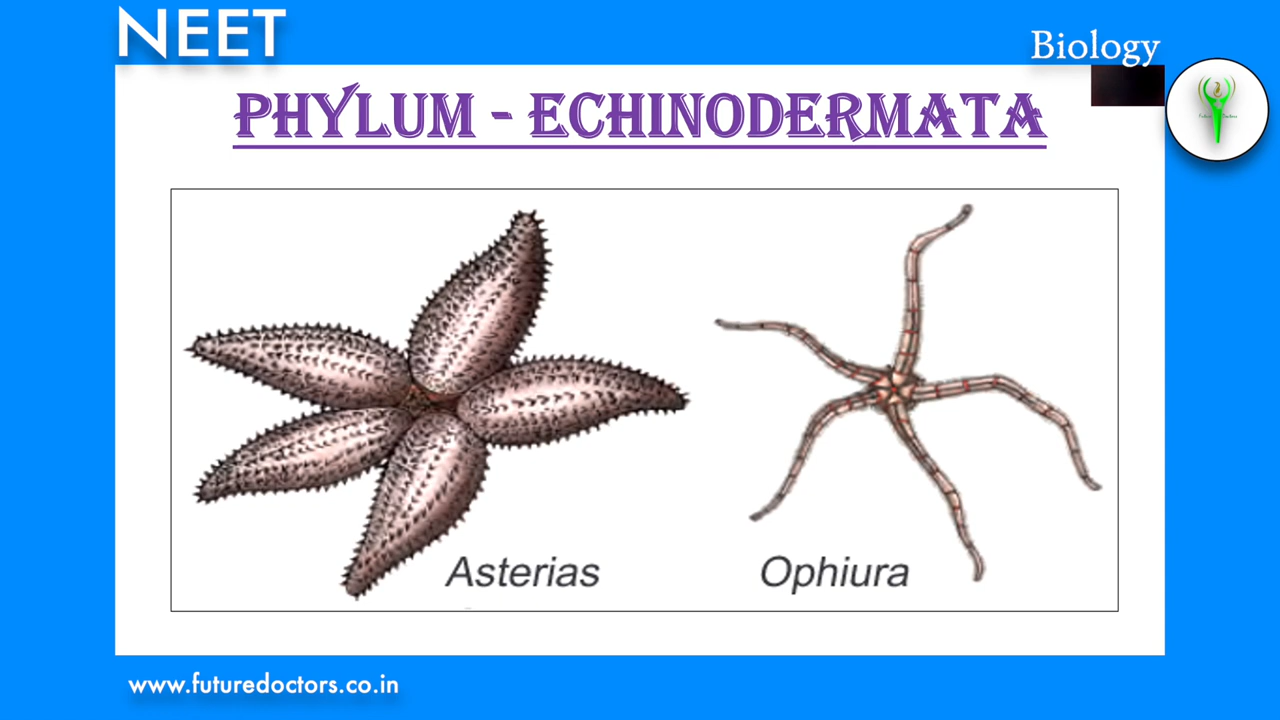 NEET
Biology
PHYLUM - ECHINODERMATA
Asterias
Ophiura
www.futuredoctors.co.in